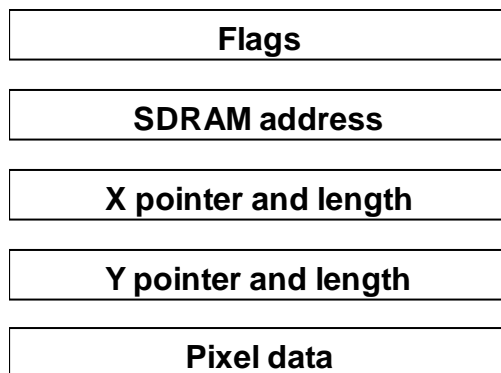 Flags
SDRAM address
X pointer and length
Y pointer and length
Pixel data